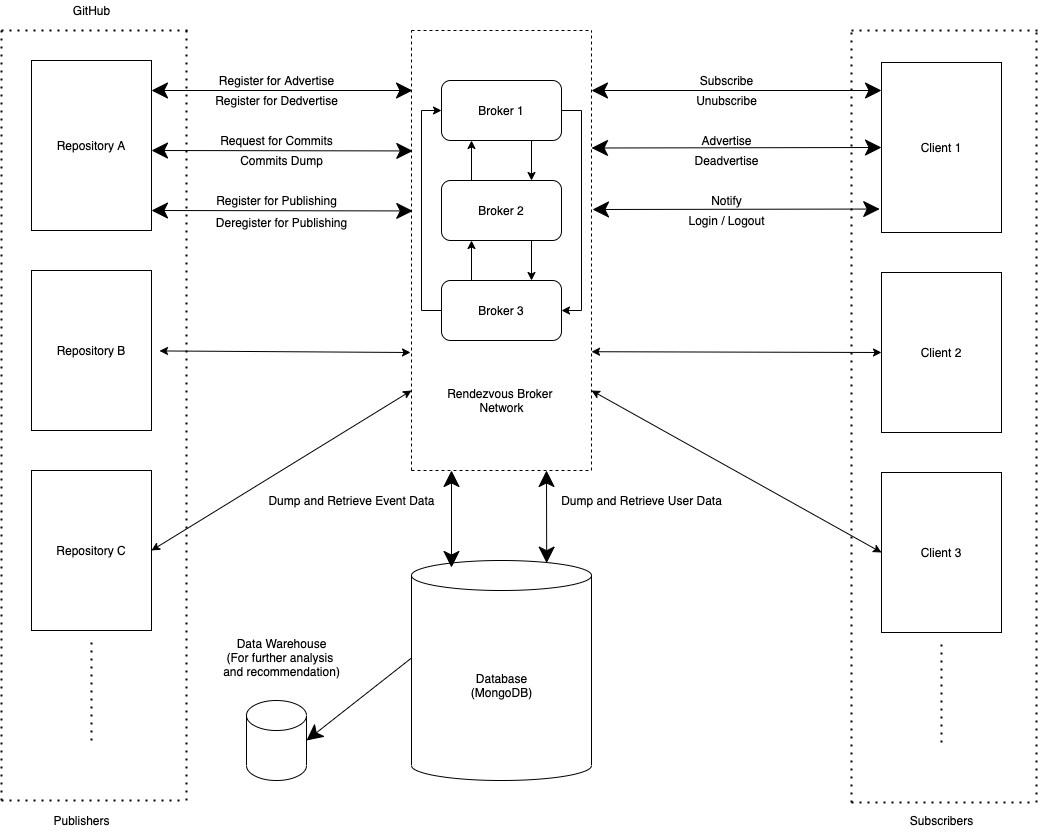 GitHub
Repository A
Register for Advertise
Register for Dedvertise
Request for Commits
Commits Dump
Register for Publishing
Deregister for Publishing
Repository B
Repository C
Publishers
Broker 1
Broker 2
Broker 3
Rendezvous Broker
Network
Subscribe
Unubscribe
Advertise
Deadvertise
Notify
Login / Logout
Client 1
Client 2
Client 3
Subscribers
Dump and Retrieve Event Data
Dump and Retrieve User Data
Data Warehouse
(For further analysis
and recommendation)
Database
(MongoDB)